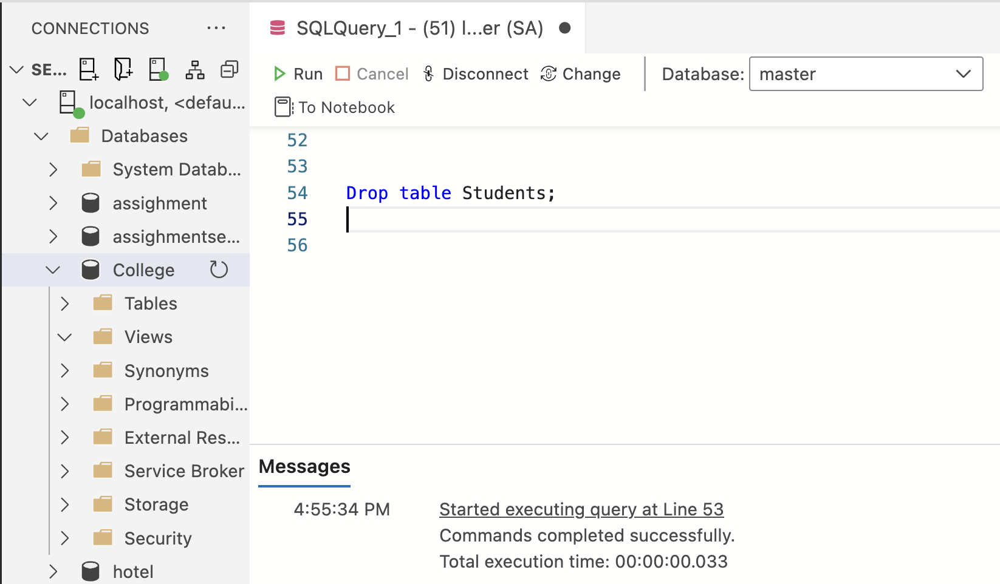 CONNECTIONS
SE...
localhost, <defau...
Databases
System Datab...
assighment
assighmentse...
College
Tables
Views
Synonyms
Programmabi...
External Res...
Service Broker
Storage
Security
hotel
SQLQuery_1 - (51) l...er (SA)
Run Cancel Disconnect Change Database: master
To Notebook
52
53
54 Drop table Students;
55
56
Messages
4:55:34 PM Started executing query at Line 53
Commands completed successfully.
Total execution time: 00:00:00.033